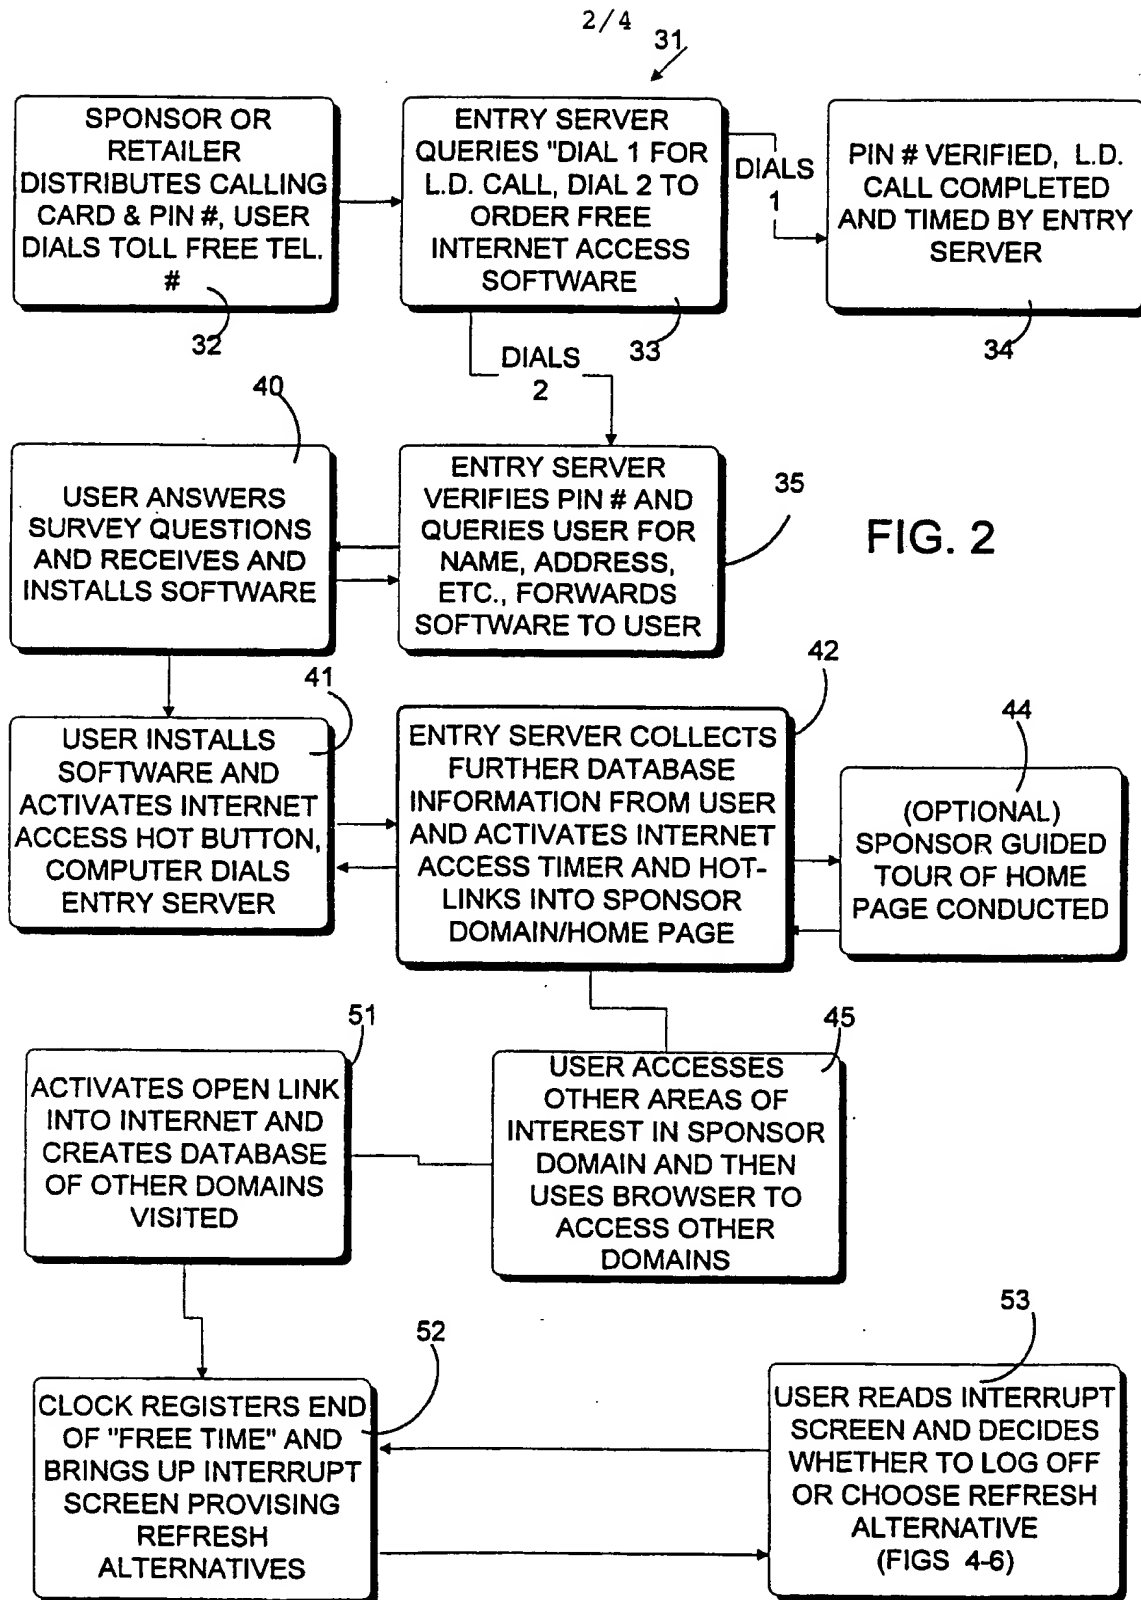 2/4
31
SPONSOR OR
RETAILER
DISTRIBUTES CALLING
CARD & PIN #, USER
DIALS TOLL FREE TEL.
#
32
ENTRY SERVER
QUERIES "DIAL 1 FOR
L.D. CALL, DIAL 2 TO
ORDER FREE
INTERNET ACCESS
SOFTWARE
33
DIALS
1
PIN # VERIFIED, L.D.
CALL COMPLETED
AND TIMED BY ENTRY
SERVER
34
DIALS
2
40
USER ANSWERS
SURVEY QUESTIONS
AND RECEIVES AND
INSTALLS SOFTWARE
ENTRY SERVER
VERIFIES PIN # AND
QUERIES USER FOR
NAME, ADDRESS,
ETC., FORWARDS
SOFTWARE TO USER
35
FIG. 2
41
USER INSTALLS
SOFTWARE AND
ACTIVATES INTERNET
ACCESS HOT BUTTON,
COMPUTER DIALS
ENTRY SERVER
42
ENTRY SERVER COLLECTS
FURTHER DATABASE
INFORMATION FROM USER
AND ACTIVATES INTERNET
ACCESS TIMER AND HOT-
LINKS INTO SPONSOR
DOMAIN/HOME PAGE
44
(OPTIONAL)
SPONSOR GUIDED
TOUR OF HOME
PAGE CONDUCTED
51
ACTIVATES OPEN LINK
INTO INTERNET AND
CREATES DATABASE
OF OTHER DOMAINS
VISITED
45
USER ACCESSES
OTHER AREAS OF
INTEREST IN SPONSOR
DOMAIN AND THEN
USES BROWSER TO
ACCESS OTHER
DOMAINS
52
CLOCK REGISTERS END
OF "FREE TIME" AND
BRINGS UP INTERRUPT
SCREEN PROVISING
REFRESH
ALTERNATIVES
53
USER READS INTERRUPT
SCREEN AND DECIDES
WHETHER TO LOG OFF
OR CHOOSE REFRESH
ALTERNATIVE
(FIGS 4-6)